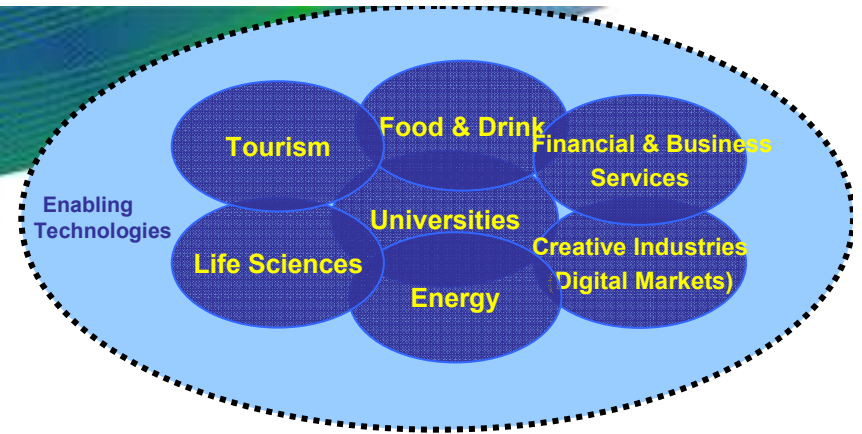 Food & Drink
Tourism
Financial & Business
Services
Enabling
Technologies
Universities
Life Sciences
Creative Industries
(Digital Markets)
Energy